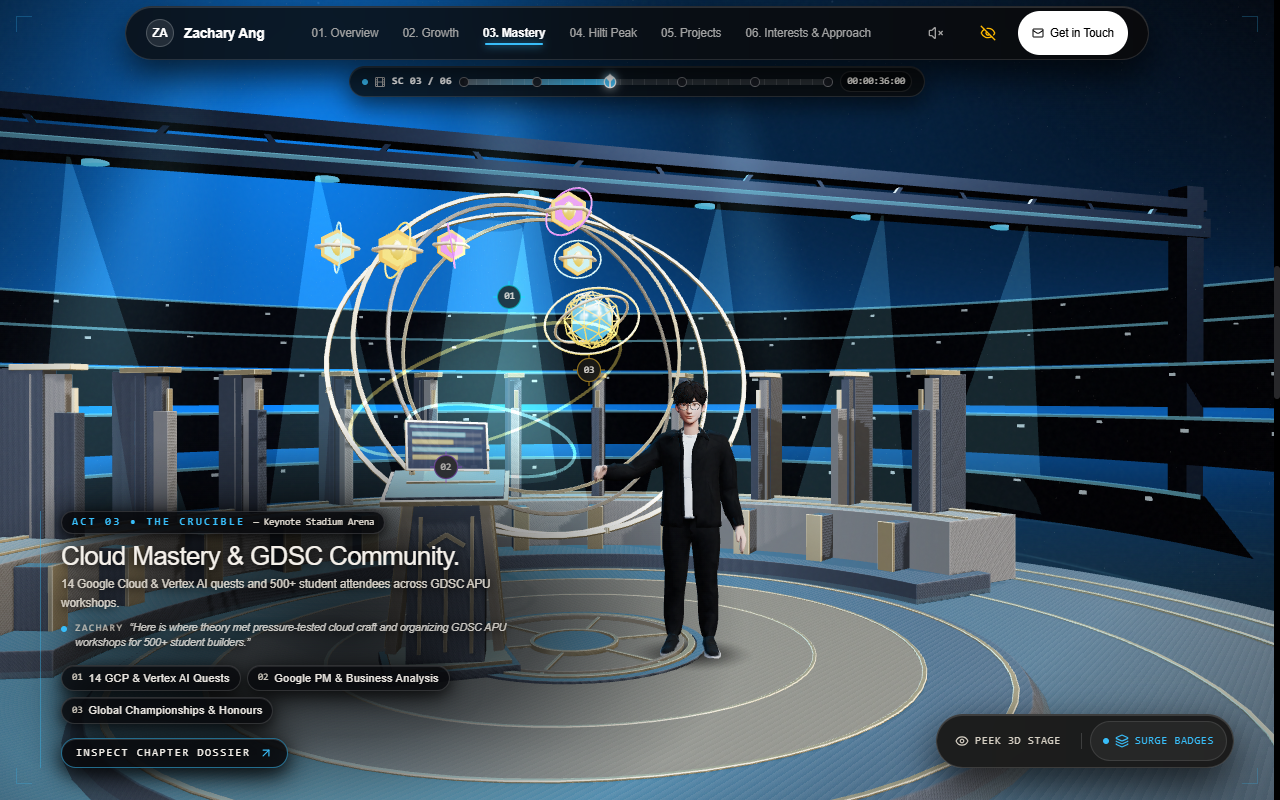 ZA Zachary Ang 01. Overview 02. Growth 03. Mastery 04. Hilti Peak 05. Projects 06. Interests & Approach Get in Touch
SC 03 / 06 00:00:36:00
01
03
02
ACT 03 • THE CRUCIBLE — Keynote Stadium Arena
Cloud Mastery & GDSC Community.
14 Google Cloud & Vertex AI quests and 500+ student attendees across GDSC APU
workshops.
ZACHARY “Here is where theory met pressure-tested cloud craft and organizing GDSC APU
workshops for 500+ student builders.”
01 14 GCP & Vertex AI Quests 02 Google PM & Business Analysis
03 Global Championships & Honours
INSPECT CHAPTER DOSSIER
PEEK 3D STAGE SURGE BADGES